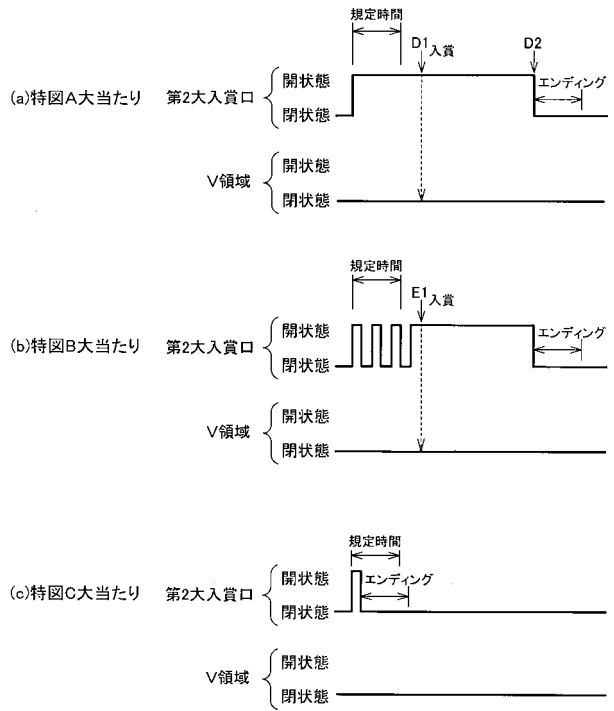 規定時間
D1 入賞
D2
(a)特図A大当たり 第2大入賞口 開状態
閉状態
エンディング
V領域 開状態
閉状態
規定時間
E1 入賞
(b)特図B大当たり 第2大入賞口 開状態
閉状態
エンディング
V領域 開状態
閉状態
規定時間
(c)特図C大当たり 第2大入賞口 開状態
閉状態
エンディング
V領域 開状態
閉状態